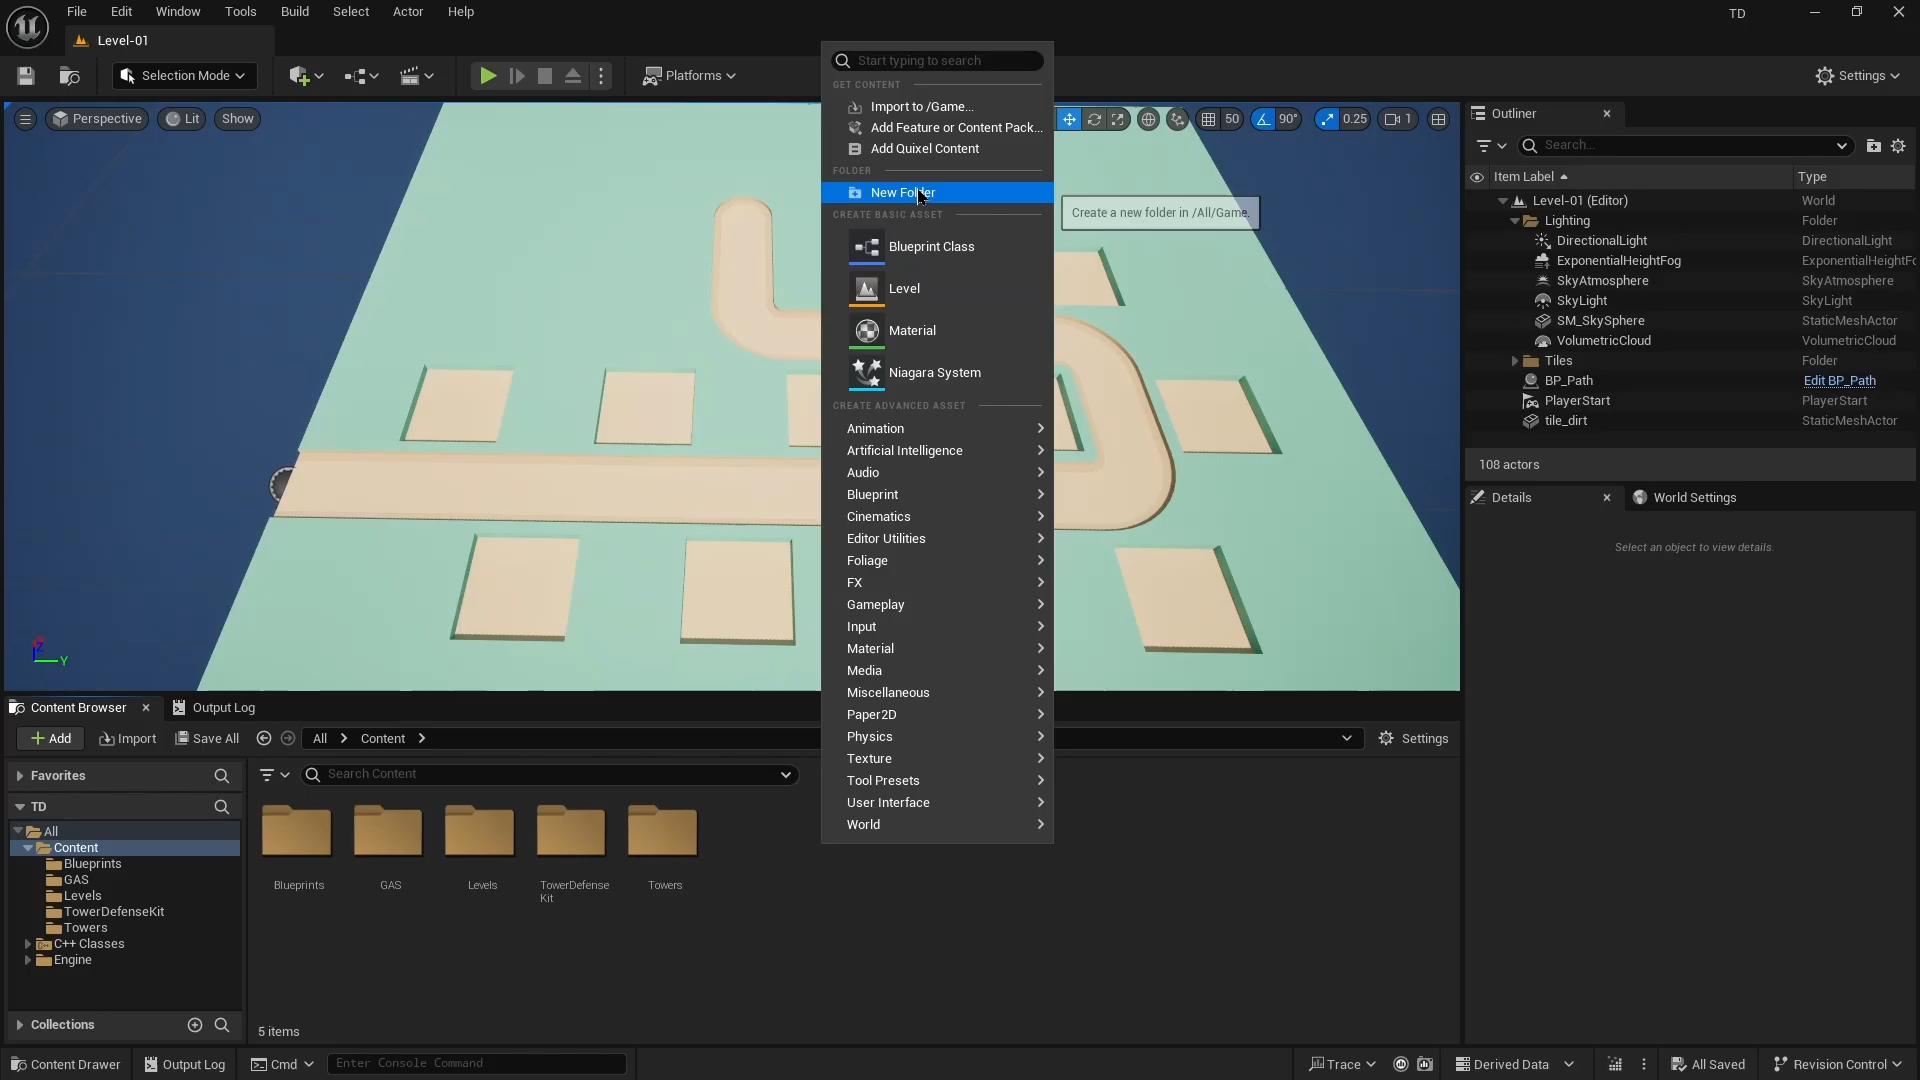 File Edit Window Tools Build Select Actor Help
TD
Level-01
Selection Mode
Platforms
Settings
Perspective
Lit
Show
50
90°
0.25
1
Start typing to search
GET CONTENT
Import to /Game...
Add Feature or Content Pack...
Add Quixel Content
FOLDER
New Folder
Create a new folder in /All/Game.
CREATE BASIC ASSET
Blueprint Class
Level
Material
Niagara System
CREATE ADVANCED ASSET
Animation
Artificial Intelligence
Audio
Blueprint
Cinematics
Editor Utilities
Foliage
FX
Gameplay
Input
Material
Media
Miscellaneous
Paper2D
Physics
Texture
Tool Presets
User Interface
World
Outliner
Search...
Item Label Type
Level-01 (Editor) World
Lighting Folder
DirectionalLight DirectionalLight
ExponentialHeightFog ExponentialHeightFo
SkyAtmosphere SkyAtmosphere
SkyLight SkyLight
SM_SkySphere StaticMeshActor
VolumetricCloud VolumetricCloud
Tiles Folder
BP_Path Edit BP_Path
PlayerStart PlayerStart
tile_dirt StaticMeshActor
108 actors
Details
World Settings
Select an object to view details.
Z
Y
Content Browser
Output Log
Add
Import
Save All
All
Content
Settings
Favorites
Search Content
TD
All
Content
Blueprints
GAS
Levels
TowerDefenseKit
Towers
C++ Classes
Engine
Collections
Blueprints
GAS
Levels
TowerDefense
Kit
Towers
5 items
Content Drawer
Output Log
Cmd
Enter Console Command
Trace
Derived Data
All Saved
Revision Control